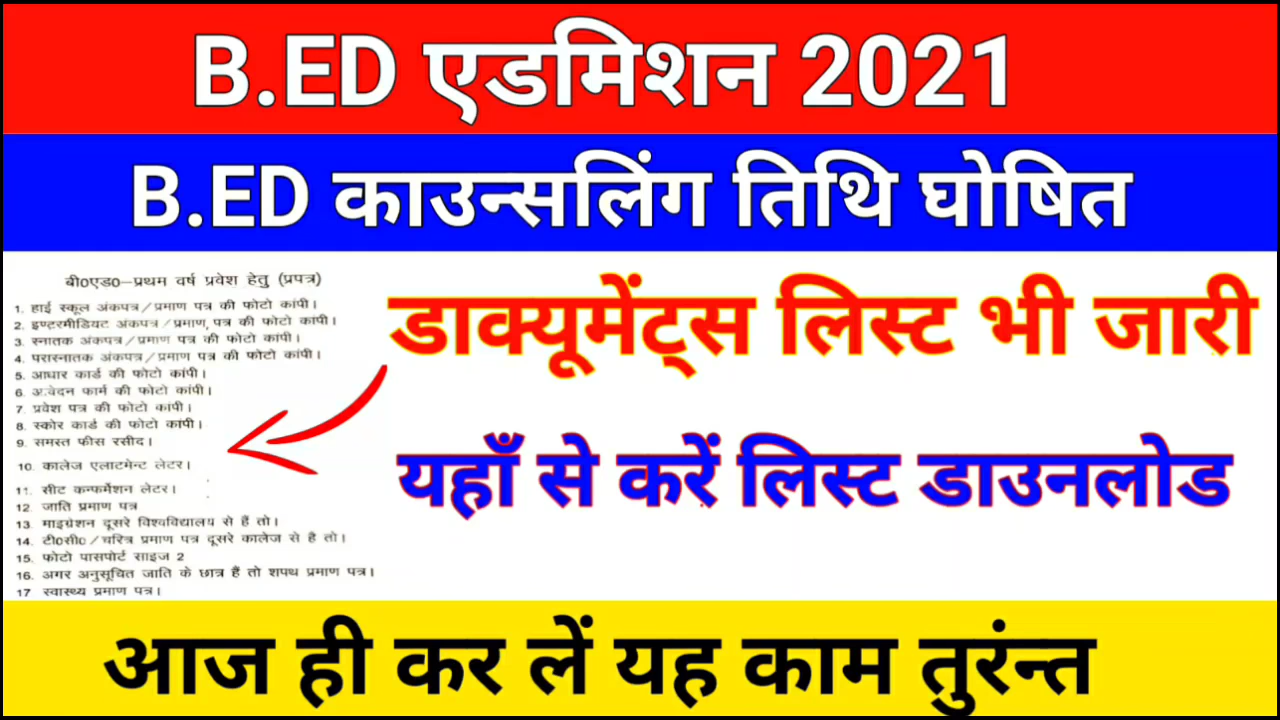 B.ED एडमिशन 2021
B.ED काउन्सलिंग तिथि घोषित
बी0एड0–प्रथम वर्ष प्रवेश हेतु (प्रपत्र)
1. हाई स्कूल अंकपत्र/प्रमाण पत्र की फोटो कांपी।
2. इण्टरमीडियट अंकपत्र/प्रमाण पत्र की फोटो कांपी।
3. स्नातक अंकपत्र/प्रमाण पत्र की फोटो कांपी।
4. परास्नातक अंकपत्र/प्रमाण पत्र की फोटो कांपी।
5. आधार कार्ड की फोटो कांपी।
6. आवेदन फार्म की फोटो कांपी।
7. प्रवेश पत्र की फोटो कांपी।
8. स्कोर कार्ड की फोटो कांपी।
9. समस्त फीस रसीद।
10. कालेज एलाटमेन्ट लेटर।
11. सीट कन्फर्मेशन लेटर।
12. जाति प्रमाण पत्र
13. माइग्रेशन दूसरे विश्वविद्यालय से हैं तो।
14. टी0सी0/चरित्र प्रमाण पत्र दूसरे कालेज से है तो।
15. फोटो पासपोर्ट साइज 2
16. अगर अनुसूचित जाति के छात्र हैं तो शपथ प्रमाण पत्र।
17 स्वास्थ्य प्रमाण पत्र।
डाक्यूमेंट्स लिस्ट भी जारी
यहाँ से करें लिस्ट डाउनलोड
आज ही कर लें यह काम तुरंन्त